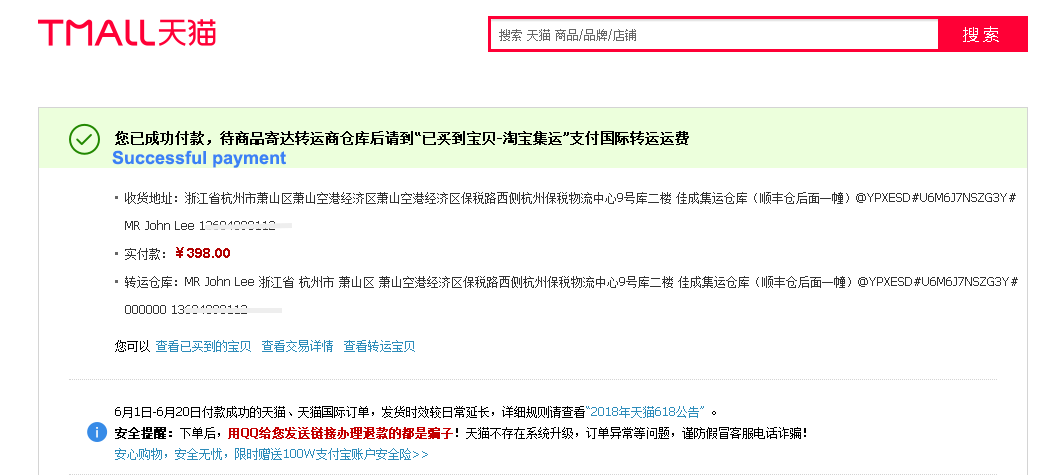 TMALL天猫
搜索 天猫 商品/品牌/店铺
搜索
您已成功付款，待商品寄达转运商仓库后请到“已买到宝贝-淘宝集运”支付国际转运运费
Successful payment
• 收货地址：浙江省杭州市萧山区萧山空港经济区萧山空港经济区保税路西侧杭州保税物流中心9号库二楼 佳成集运仓库（顺丰仓后面一幢）@YPXESD#U6M6J7NSZG3Y#
MR John Lee
• 实付款：￥398.00
• 转运仓库：MR John Lee 浙江省 杭州市 萧山区 萧山空港经济区保税路西侧杭州保税物流中心9号库二楼 佳成集运仓库（顺丰仓后面一幢）@YPXESD#U6M6J7NSZG3Y#
000000
您可以 查看已买到的宝贝 查看交易详情 查看转运宝贝
6月1日-6月20日付款成功的天猫、天猫国际订单，发货时效较日常延长，详细规则请查看“2018年天猫618公告” 。
安全提醒：下单后，用QQ给您发送链接办理退款的都是骗子！天猫不存在系统升级，订单异常等问题，谨防假冒客服电话诈骗！
安心购物，安全无忧，限时赠送100W支付宝账户安全险>>